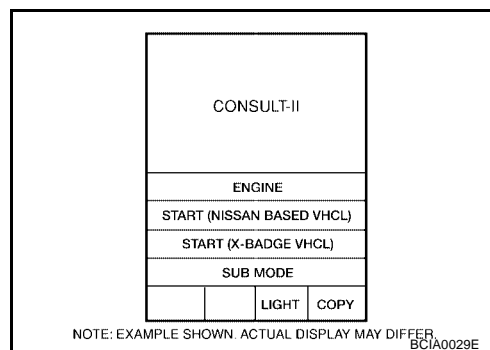 CONSULT-II
ENGINE
START (NISSAN BASED VHCL)
START (X-BADGE VHCL)
SUB MODE
LIGHT COPY
NOTE: EXAMPLE SHOWN. ACTUAL DISPLAY MAY DIFFER.
BCIA0029E